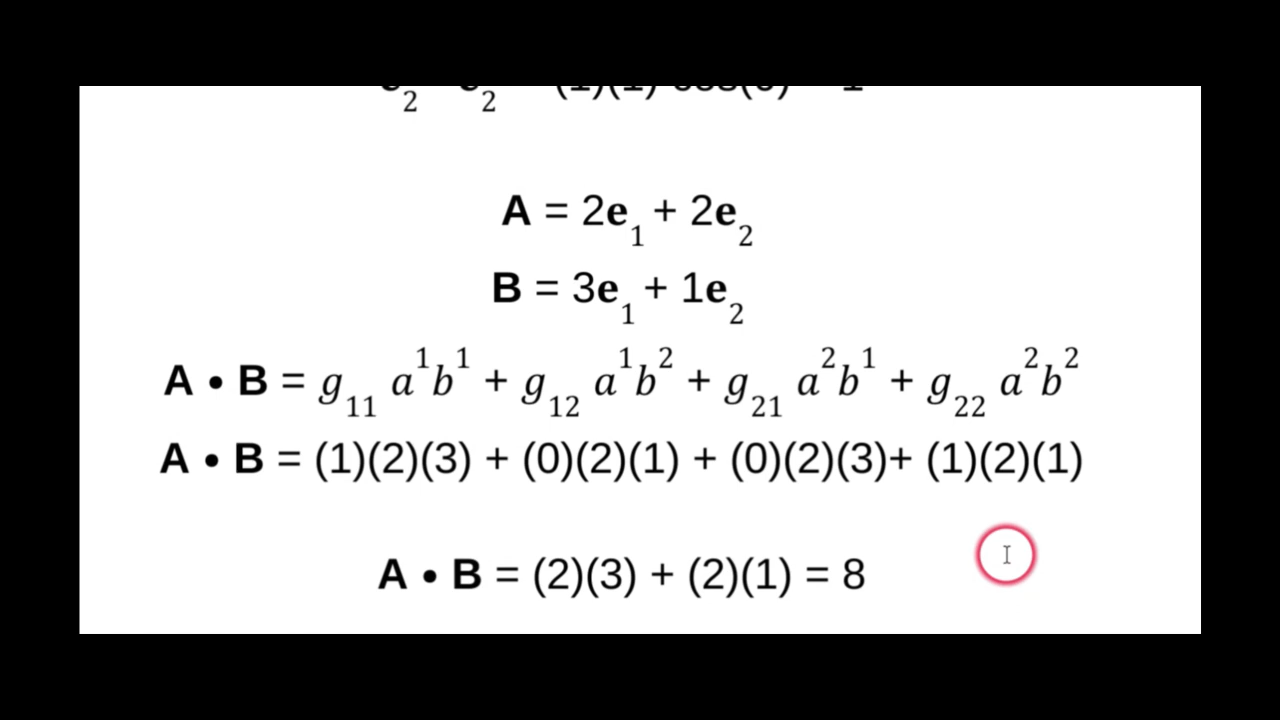 A = 2e₁ + 2e₂
B = 3e₁ + 1e₂
A • B = g₁₁ a¹b¹ + g₁₂ a¹b² + g₂₁ a²b¹ + g₂₂ a²b²
A • B = (1)(2)(3) + (0)(2)(1) + (0)(2)(3)+ (1)(2)(1)
A • B = (2)(3) + (2)(1) = 8